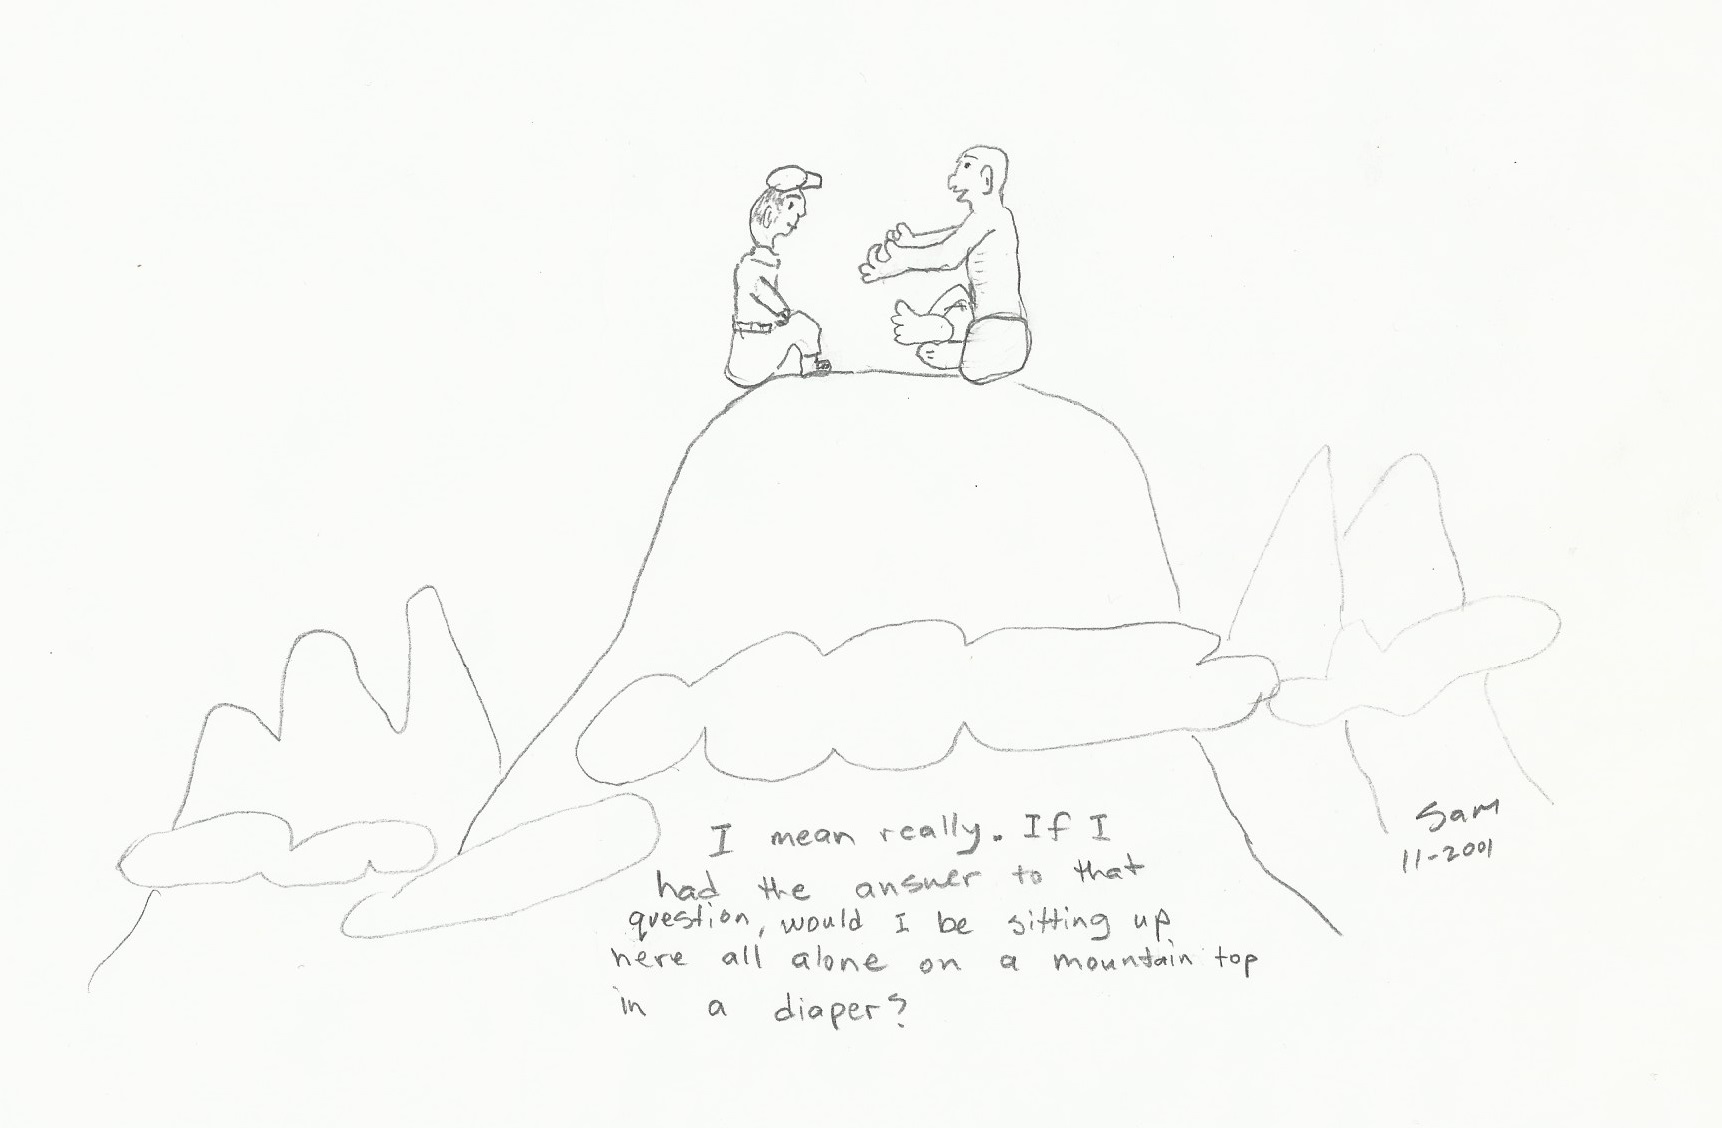 I mean really. If I
had the answer to that
question, would I be sitting up
here all alone on a mountain top
in a diaper?
Sam
11-2001